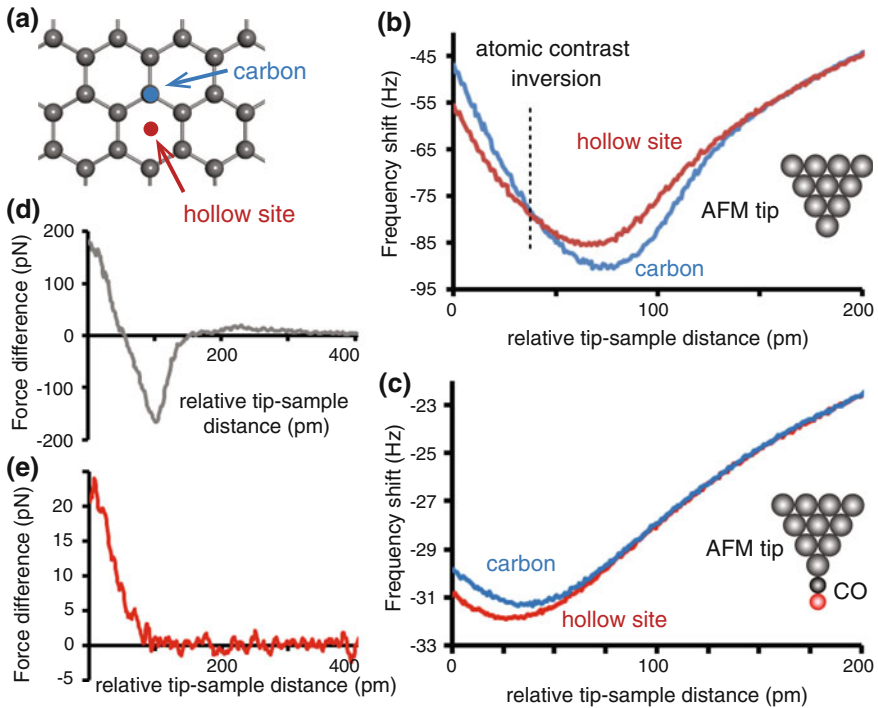 (a)
carbon
hollow site
(b)
-45
-55
-65
-75
-85
-95
Frequency shift (Hz)
atomic contrast
inversion
hollow site
carbon
AFM tip
0
100
200
relative tip-sample distance (pm)
(d)
200
100
0
-100
-200
Force difference (pN)
200
400
relative tip-sample
distance (pm)
(c)
-23
-25
-27
-29
-31
-33
Frequency shift (Hz)
carbon
hollow site
AFM tip
CO
0
100
200
relative tip-sample distance (pm)
(e)
20
15
10
5
0
-5
Force difference (pN)
200
400
relative tip-sample distance (pm)